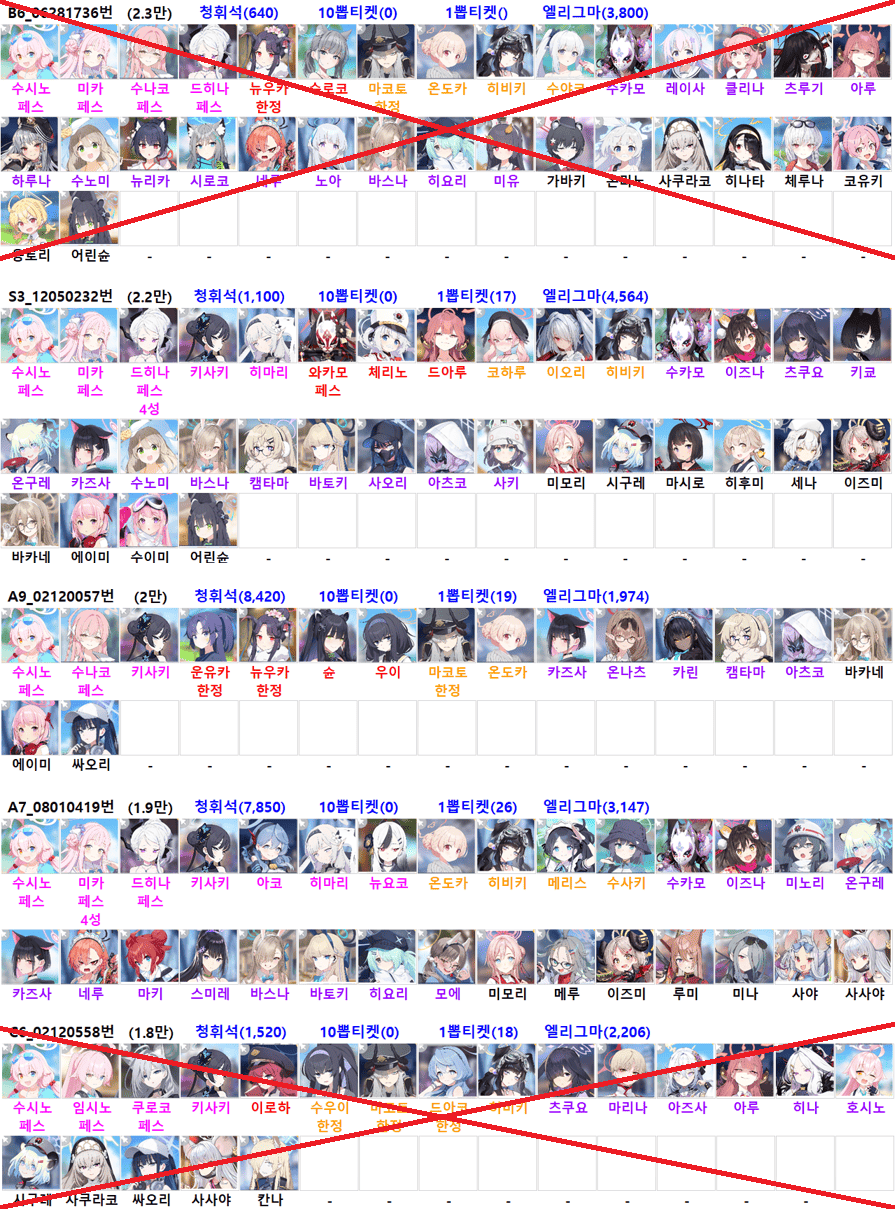 B6_06281736번 (2.3만) 청휘석(640) 10뽑티켓(0) 1뽑티켓() 엘리그마(3,800)
수시노 미카 수나코 드히나 뉴우카 수로코 마코토 온도카 히비키 수야코 수카모 레이사 클리나 츠루기 아루
페스 페스 페스 페스 한정 한정
하루나 수노미 뉴리카 시로코 네루 노아 바스나 히요리 미유 가바키 온리노 사쿠라코 히나타 체루나 코유키
응토리 어린슌 - - - - - - - - - - - - -
S3_12050232번 (2.2만) 청휘석(1,100) 10뽑티켓(0) 1뽑티켓(17) 엘리그마(4,564)
수시노 미카 드히나 키사키 히마리 와카모 체리노 드아루 코하루 이오리 히비키 수카모 이즈나 츠쿠요 키쿄
페스 페스 페스 페스
4성
온구레 카즈사 수노미 바스나 캠타마 바토키 사오리 아츠코 사키 미모리 시구레 마시로 히후미 세나 이즈미
바카네 에이미 수이미 어린슌 - - - - - - - - - - -
A9_02120057번 (2만) 청휘석(8,420) 10뽑티켓(0) 1뽑티켓(19) 엘리그마(1,974)
수시노 수나코 키사키 운유카 뉴우카 슌 우이 마코토 온도카 카즈사 온나츠 카린 캠타마 아츠코 바카네
페스 페스 한정 한정 한정
에이미 싸오리 - - - - - - - - - - - - -
A7_08010419번 (1.9만) 청휘석(7,850) 10뽑티켓(0) 1뽑티켓(26) 엘리그마(3,147)
수시노 미카 드히나 키사키 아코 히마리 뉴요코 온도카 히비키 메리스 수사키 수카모 이즈나 미노리 온구레
페스 페스 페스
4성
카즈사 네루 마키 스미레 바스나 바토키 히요리 모에 미모리 메루 이즈미 루미 미나 사야 사사야
C6_02120558번 (1.8만) 청휘석(1,520) 10뽑티켓(0) 1뽑티켓(18) 엘리그마(2,206)
수시노 임시노 쿠로코 키사키 이로하 수우이 마코토 드아코 히비키 츠쿠요 마리나 아즈사 아루 히나 호시노
페스 페스 페스 한정 한정 한정
시구레 사쿠라코 싸오리 사사야 칸나 - - - - - - - - - -